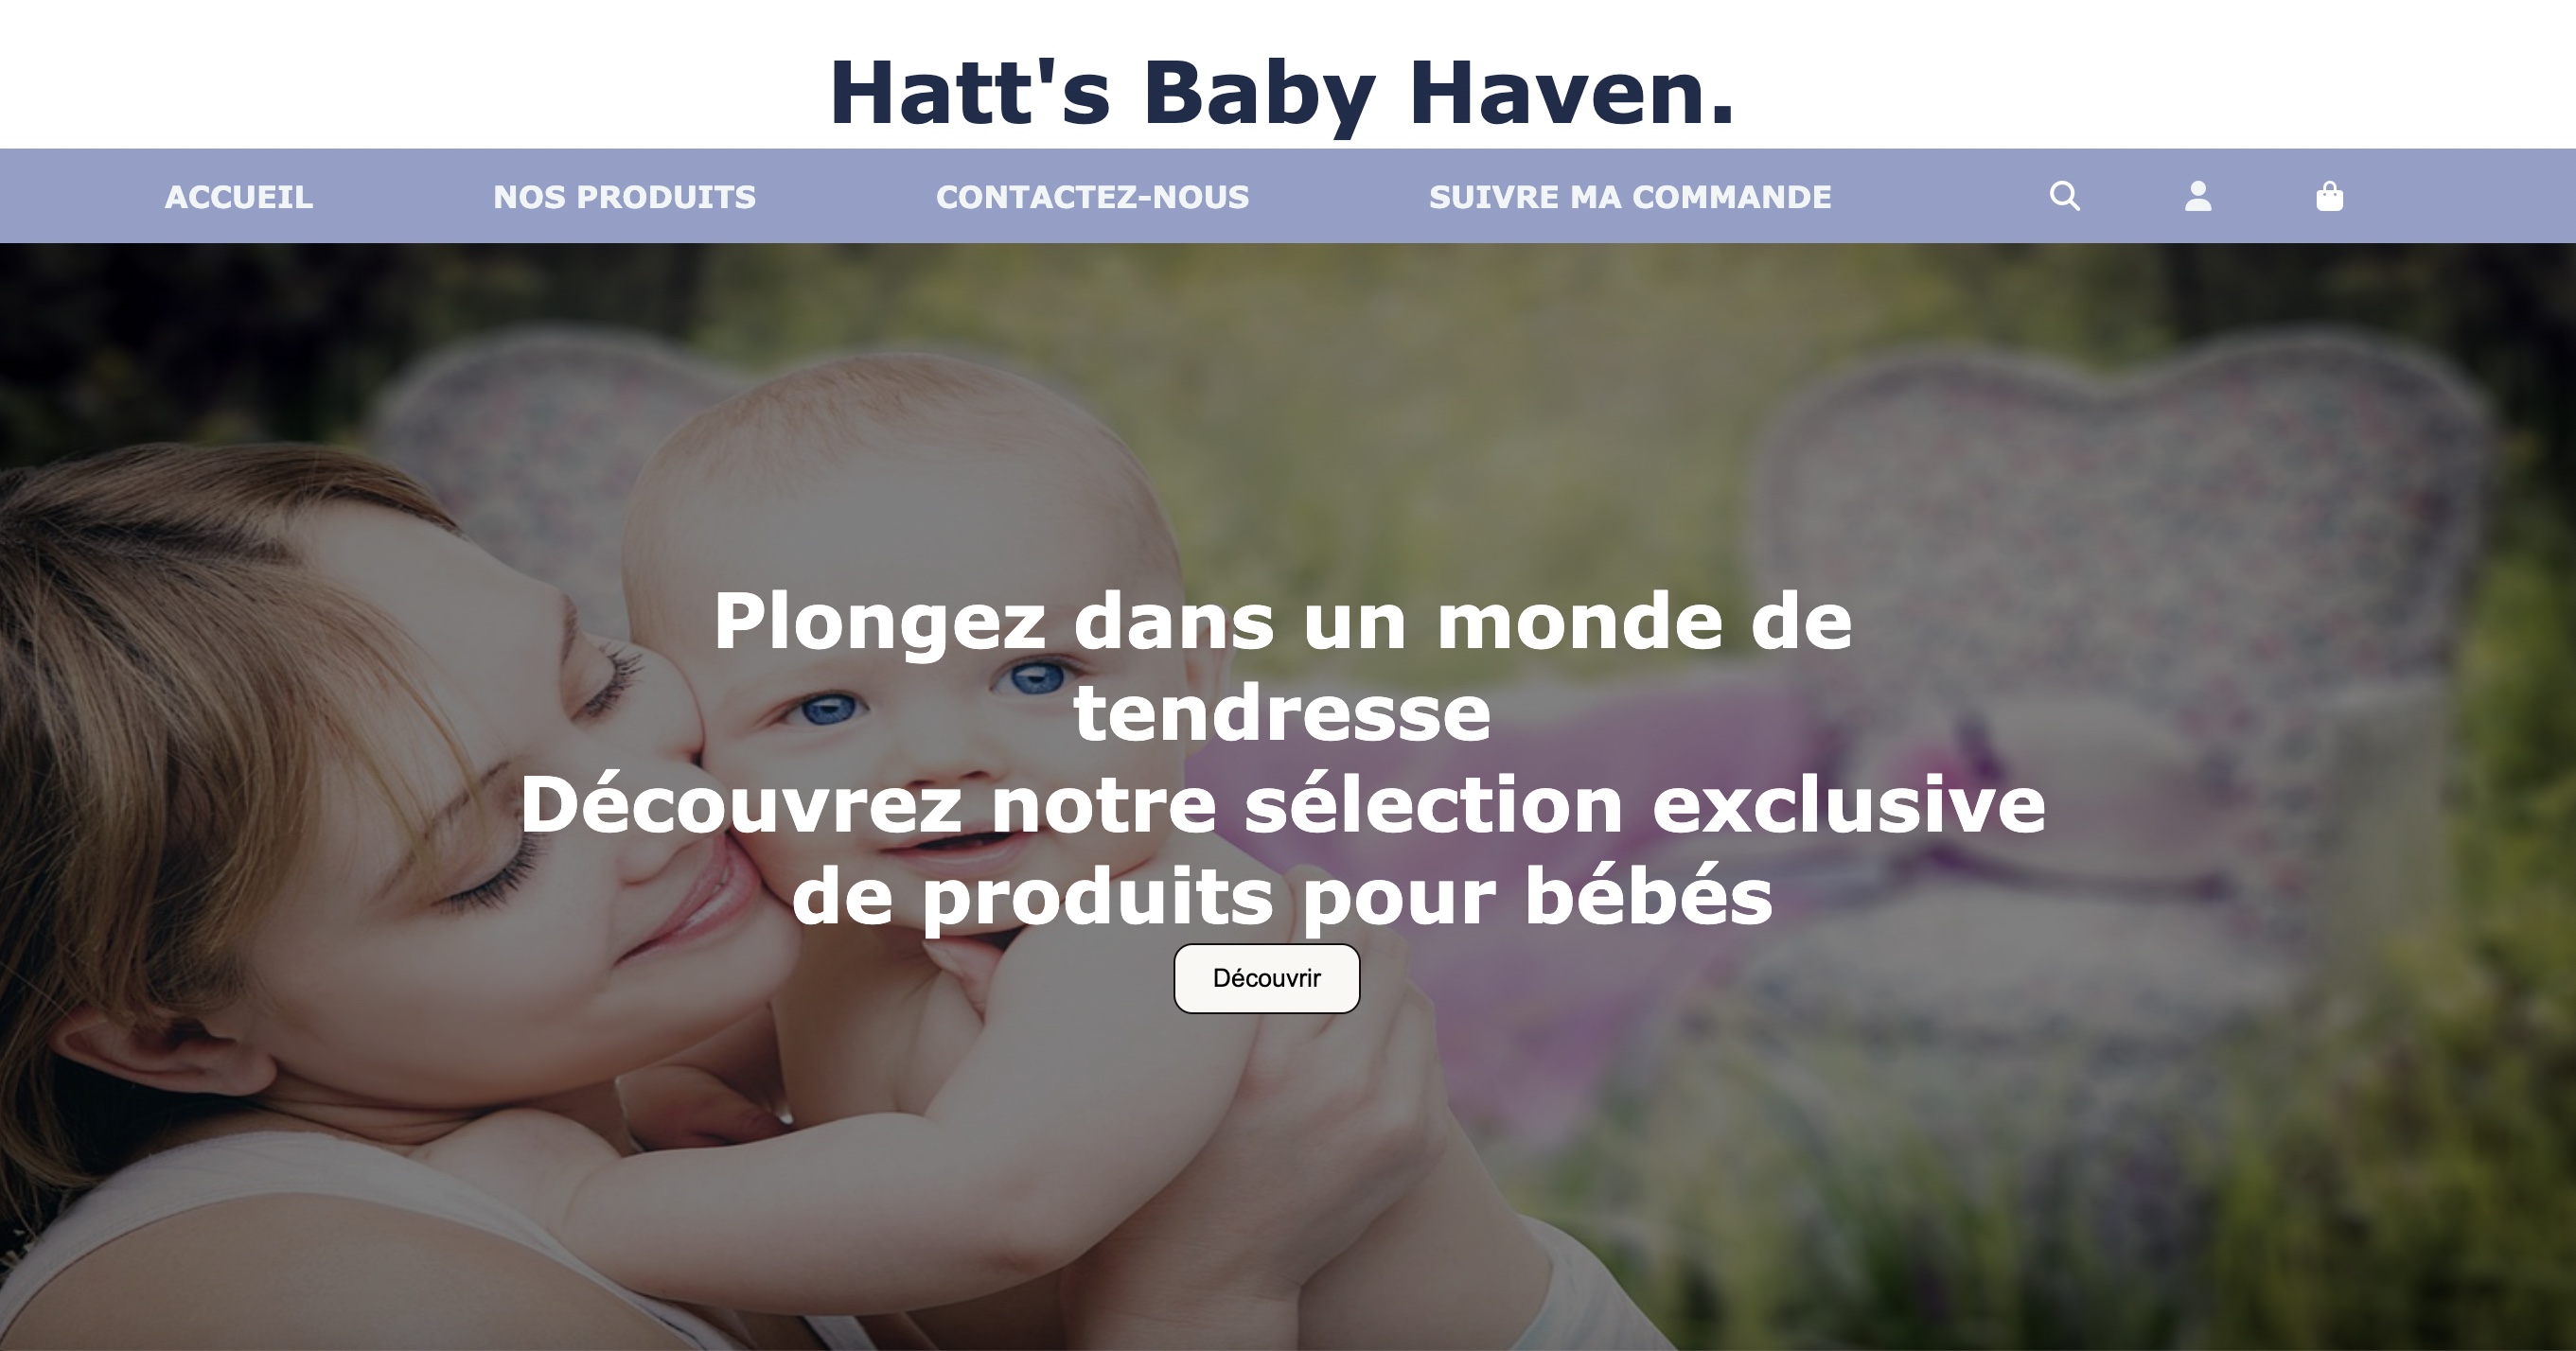 Hatt's Baby Haven.
ACCUEIL NOS PRODUITS CONTACTEZ-NOUS SUIVRE MA COMMANDE
Plongez dans un monde de
tendresse
Découvrez notre sélection exclusive
de produits pour bébés
Découvrir